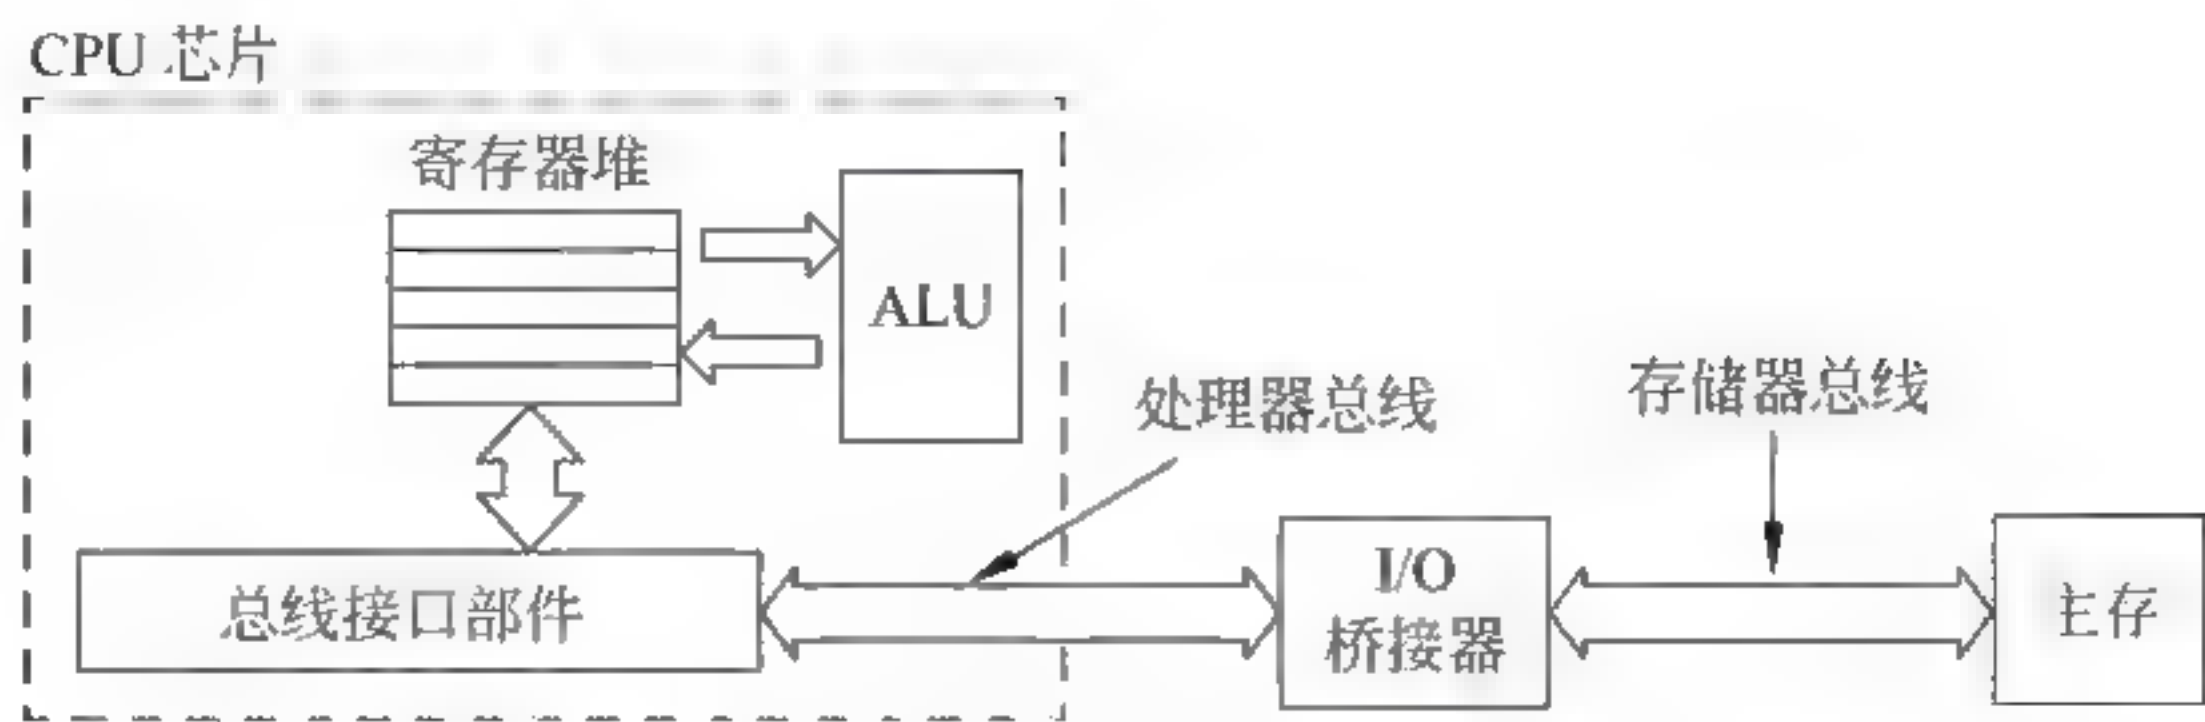 CPU 芯片
寄存器堆
ALU
处理器总线
存储器总线
总线接口部件
I/O
桥接器
主存